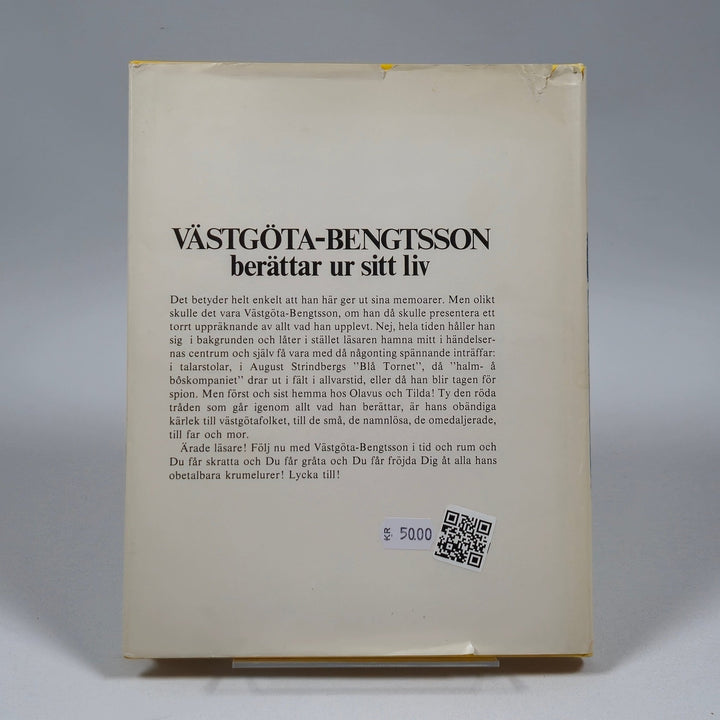 VÄSTGÖTA-BENGTSSON
berättar ur sitt liv
Det betyder helt enkelt att han här ger ut sina memoarer. Men olikt
skulle det vara Västgöta-Bengtsson, om han då skulle presentera ett
torrt uppräknande av allt vad han upplevt. Nej, hela tiden håller han
sig i bakgrunden och låter i stället läsaren hamna mitt i händelser-
nas centrum och själv få vara med då någonting spännande inträffar:
i talarstolar, i August Strindbergs "Blå Tornet", då "halm- å
bôskompaniet" drar ut i fält i allvarstid, eller då han blir tagen för
spion. Men först och sist hemma hos Olavus och Tilda! Ty den röda
tråden som går igenom allt vad han berättar, är hans obändiga
kärlek till västgötafolket, till de små, de namnlösa, de omedaljerade,
till far och mor.
Ärade läsare! Följ nu med Västgöta-Bengtsson i tid och rum och
Du får skratta och Du får gråta och Du får fröjda Dig åt alla hans
obetalbara krumelurer! Lycka till!
KR 50.00